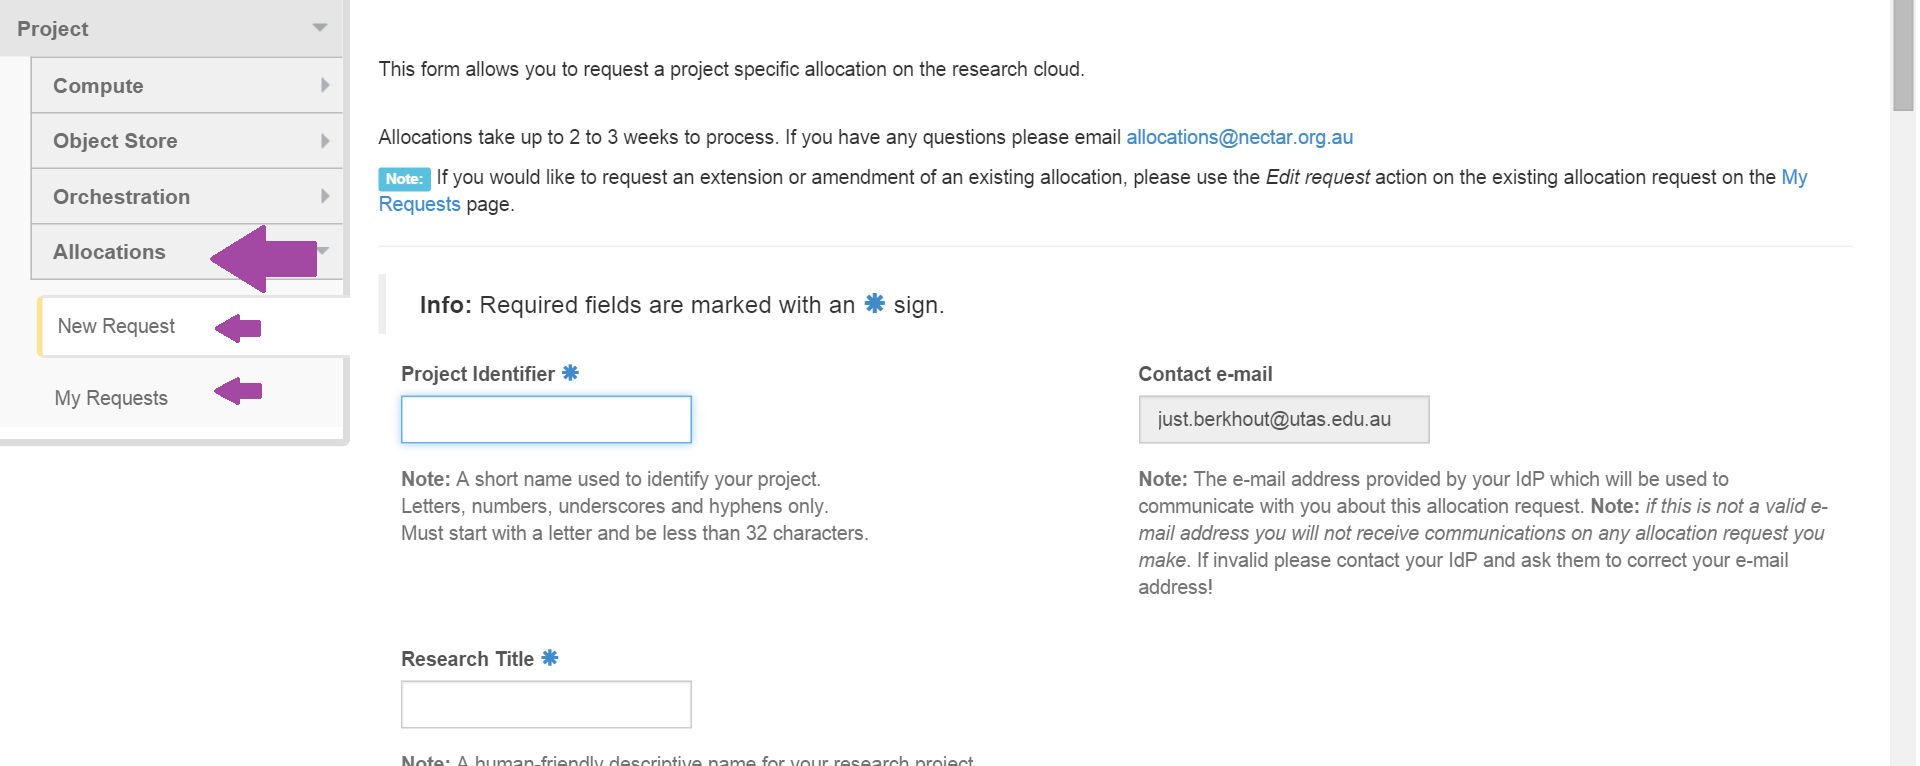 Project
Compute
Object Store
Orchestration
Allocations
New Request
My Requests
This form allows you to request a project specific allocation on the research cloud.
Allocations take up to 2 to 3 weeks to process. If you have any questions please email allocations@nectar.org.au
Note: If you would like to request an extension or amendment of an existing allocation, please use the Edit request action on the existing allocation request on the My
Requests page.
Info: Required fields are marked with an ✱ sign.
Project Identifier ✱
Note: A short name used to identify your project.
Letters, numbers, underscores and hyphens only.
Must start with a letter and be less than 32 characters.
Contact e-mail
just.berkhout@utas.edu.au
Note: The e-mail address provided by your IdP which will be used to
communicate with you about this allocation request. Note: if this is not a valid e-
mail address you will not receive communications on any allocation request you
make. If invalid please contact your IdP and ask them to correct your e-mail
address!
Research Title ✱
Note: A human-friendly descriptive name for your research project